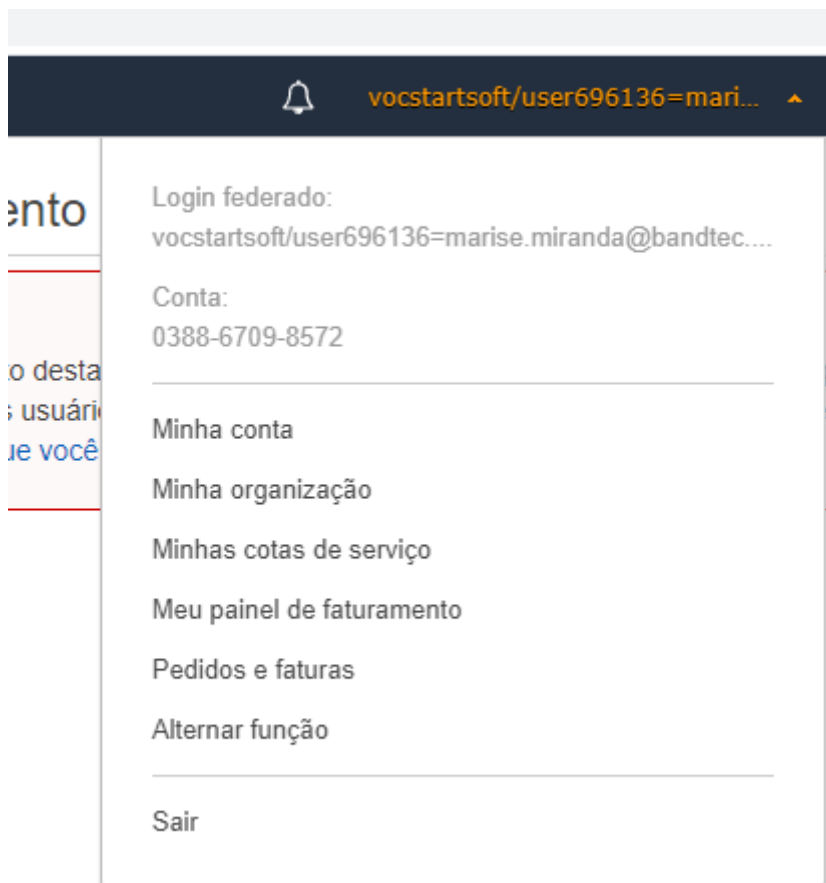 vocstartsoft/user696136=mari...
ento
Login federado:
vocstartsoft/user696136=marise.miranda@bandtec....
Conta:
0388-6709-8572
o desta
s usuári
ue você
Minha conta
Minha organização
Minhas cotas de serviço
Meu painel de faturamento
Pedidos e faturas
Alternar função
Sair